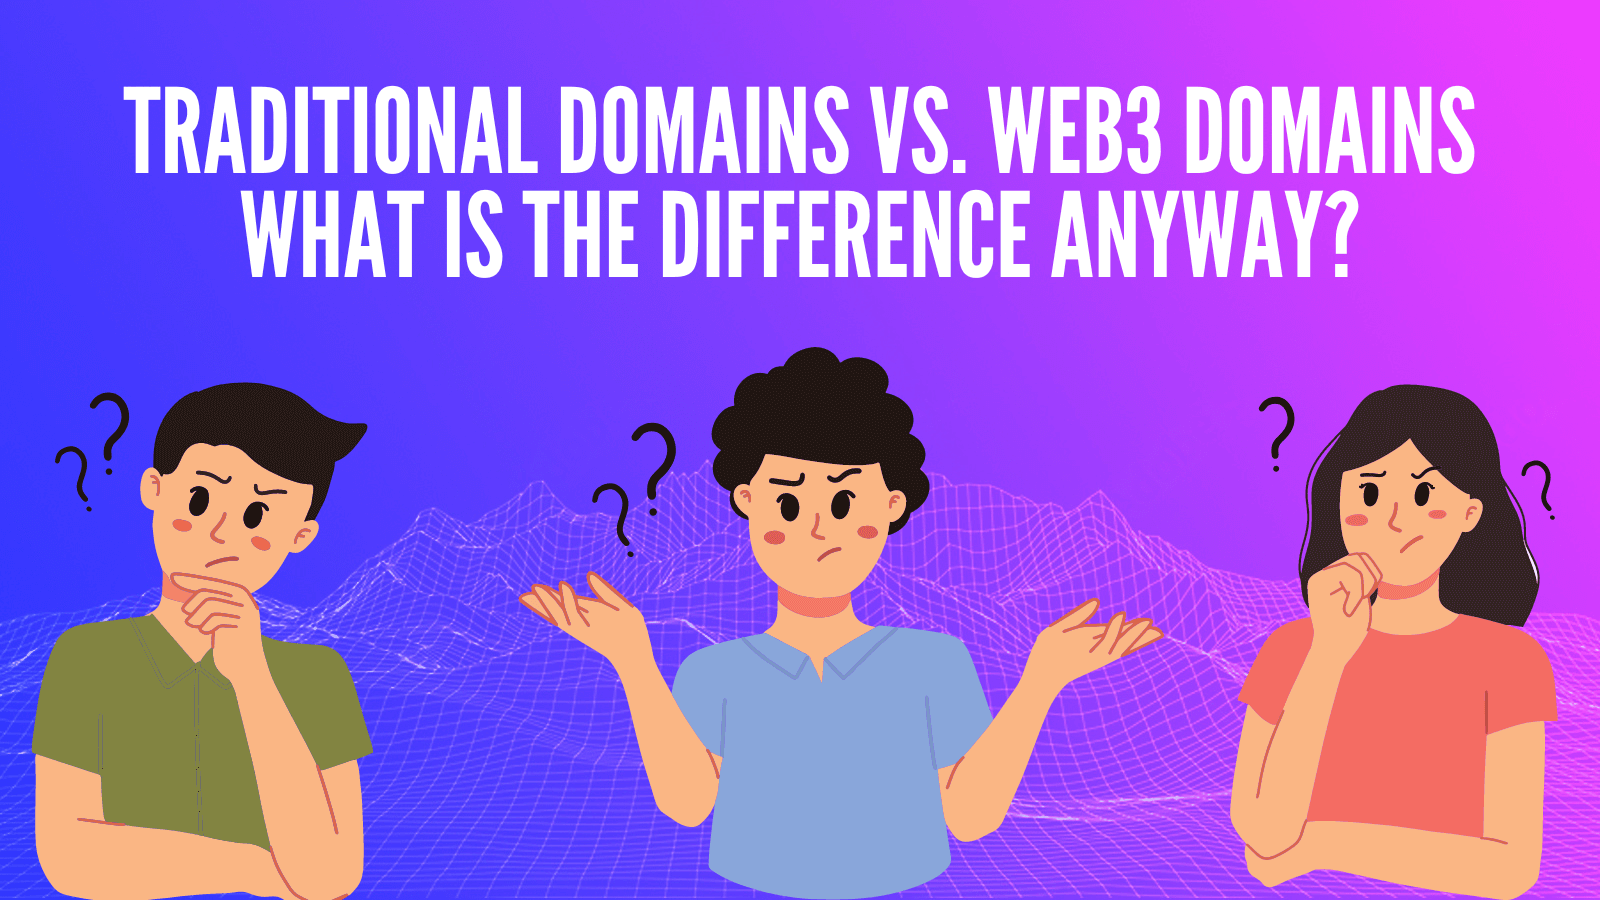 TRADITIONAL DOMAINS VS. WEB3 DOMAINS
WHAT IS THE DIFFERENCE ANYWAY?